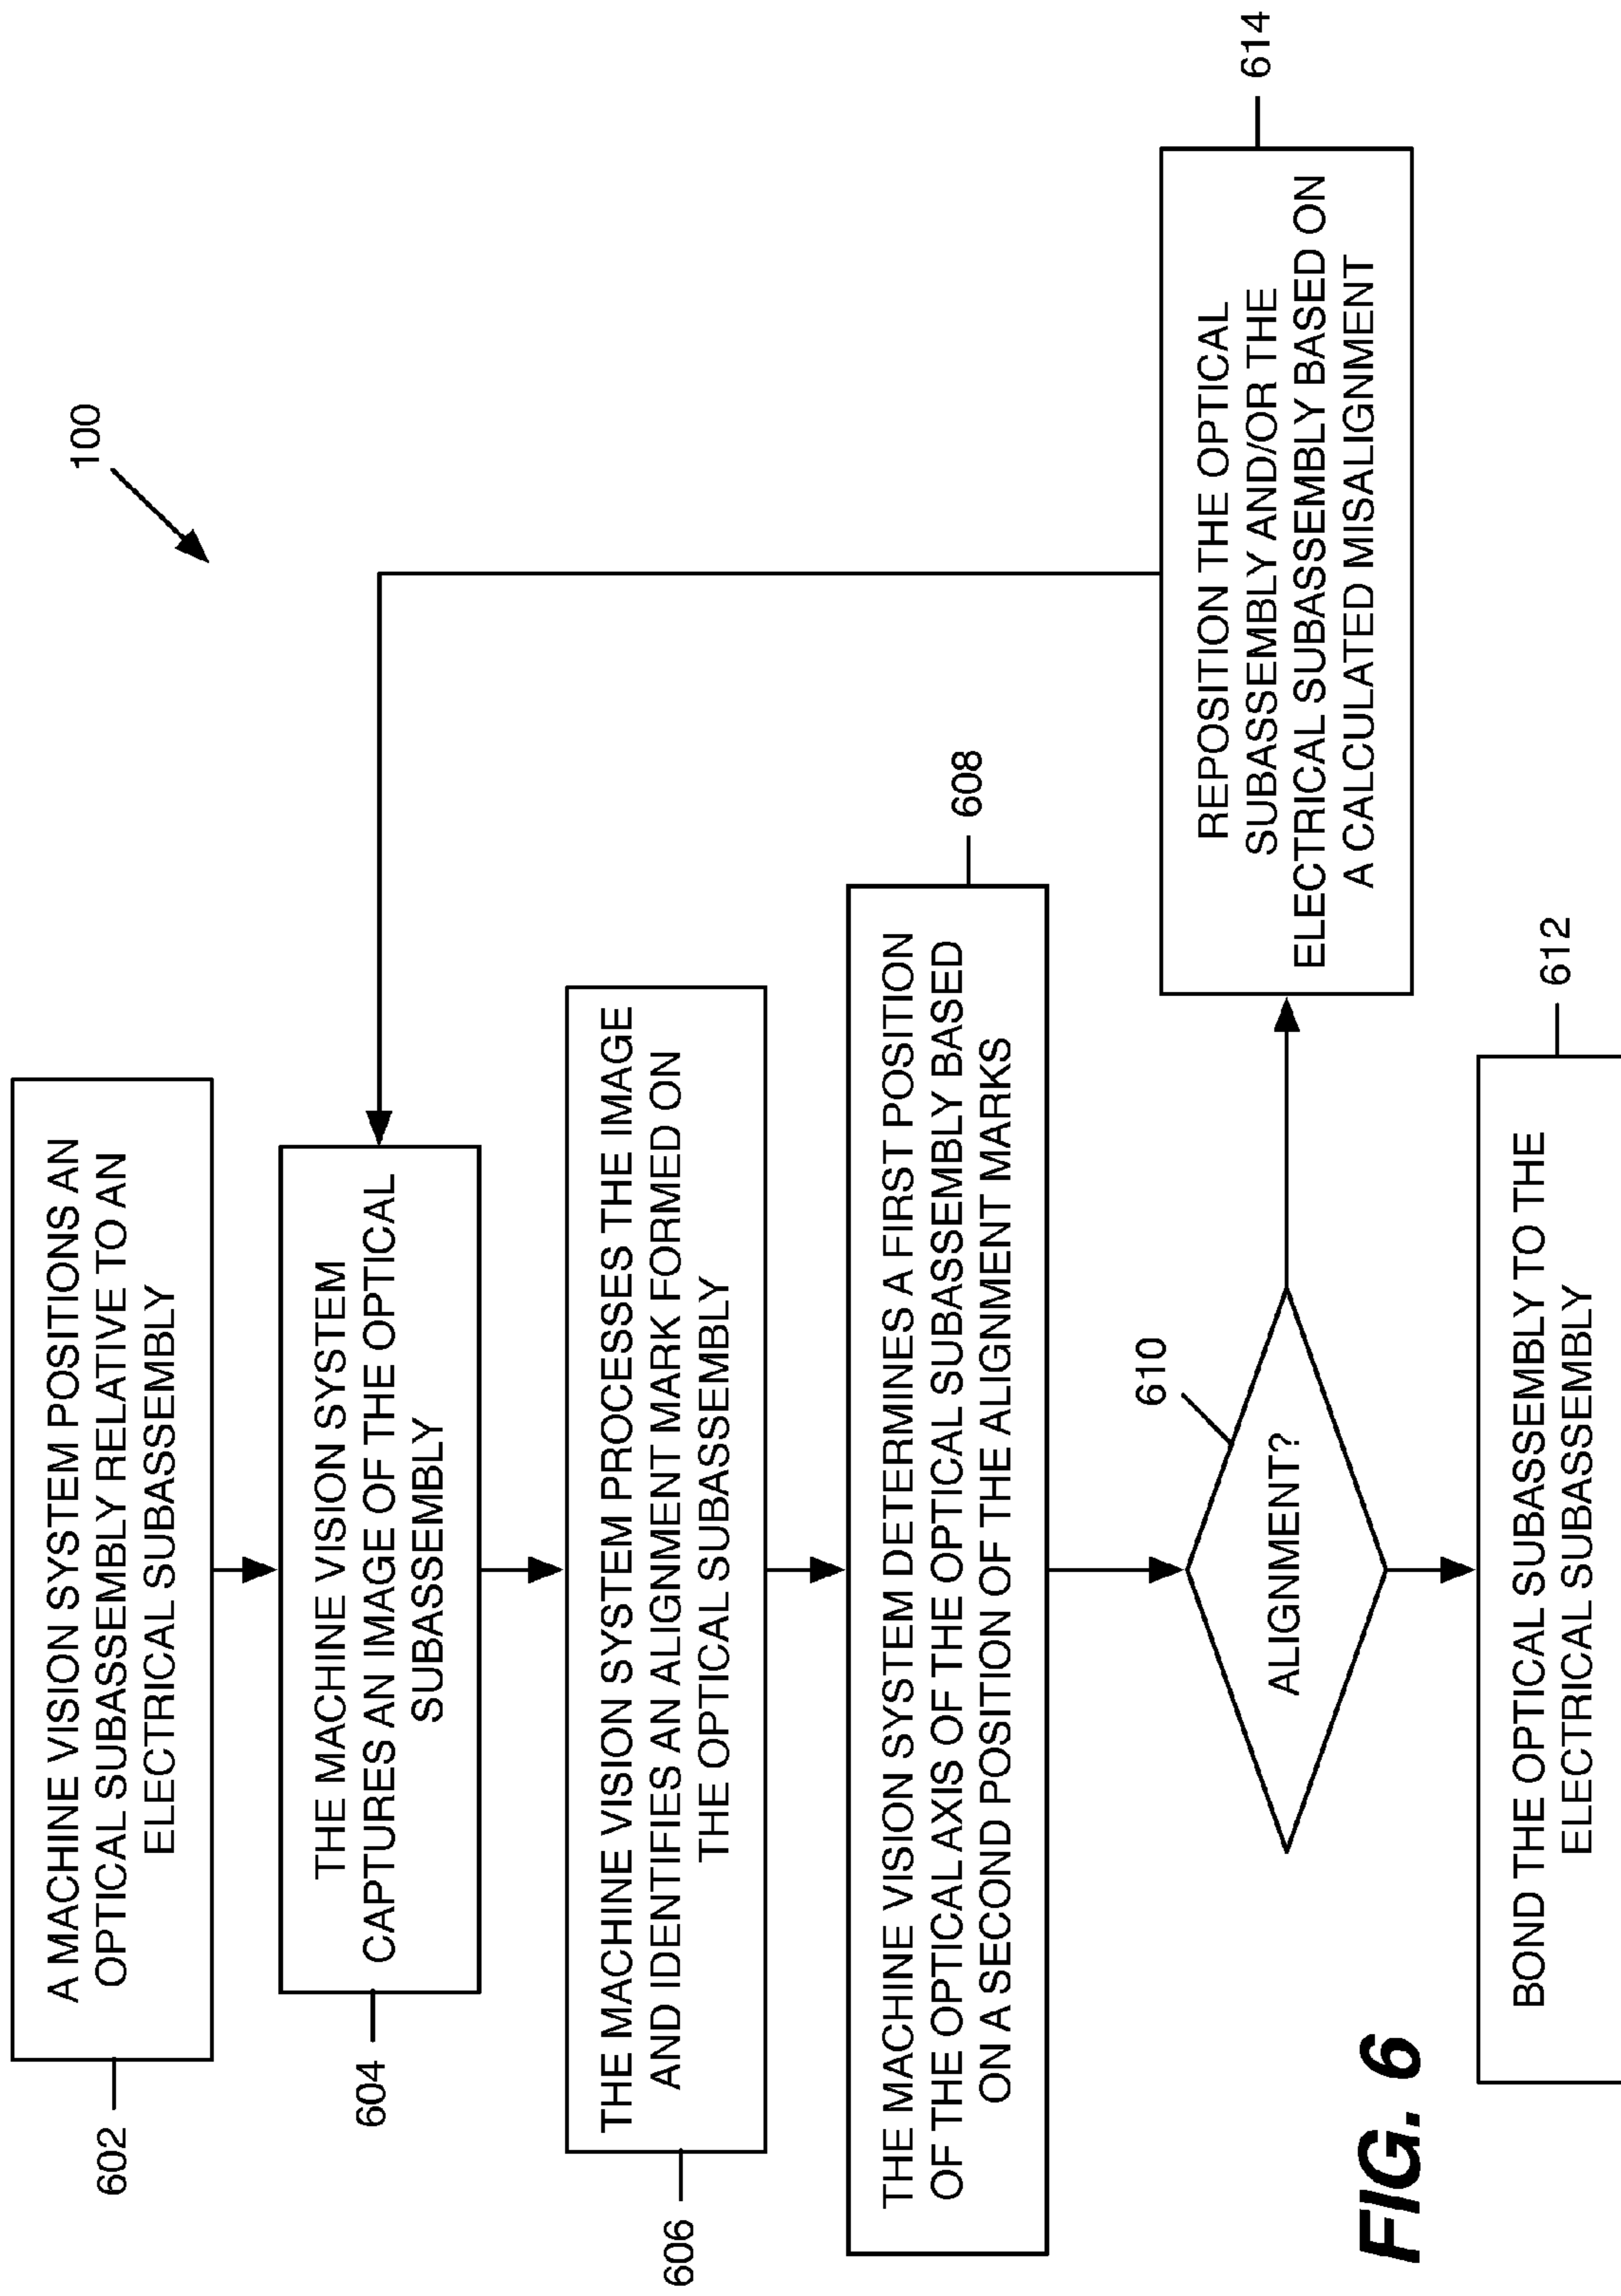 100
602
A MACHINE VISION SYSTEM POSITIONS AN
OPTICAL SUBASSEMBLY RELATIVE TO AN
ELECTRICAL SUBASSEMBLY
604
THE MACHINE VISION SYSTEM
CAPTURES AN IMAGE OF THE OPTICAL
SUBASSEMBLY
606
THE MACHINE VISION SYSTEM PROCESSES THE IMAGE
AND IDENTIFIES AN ALIGNMENT MARK FORMED ON
THE OPTICAL SUBASSEMBLY
608
THE MACHINE VISION SYSTEM DETERMINES A FIRST POSITION
OF THE OPTICAL AXIS OF THE OPTICAL SUBASSEMBLY BASED
ON A SECOND POSITION OF THE ALIGNMENT MARKS
610
ALIGNMENT?
614
REPOSITION THE OPTICAL
SUBASSEMBLY AND/OR THE
ELECTRICAL SUBASSEMBLY BASED ON
A CALCULATED MISALIGNMENT
612
BOND THE OPTICAL SUBASSEMBLY TO THE
ELECTRICAL SUBASSEMBLY
FIG. 6